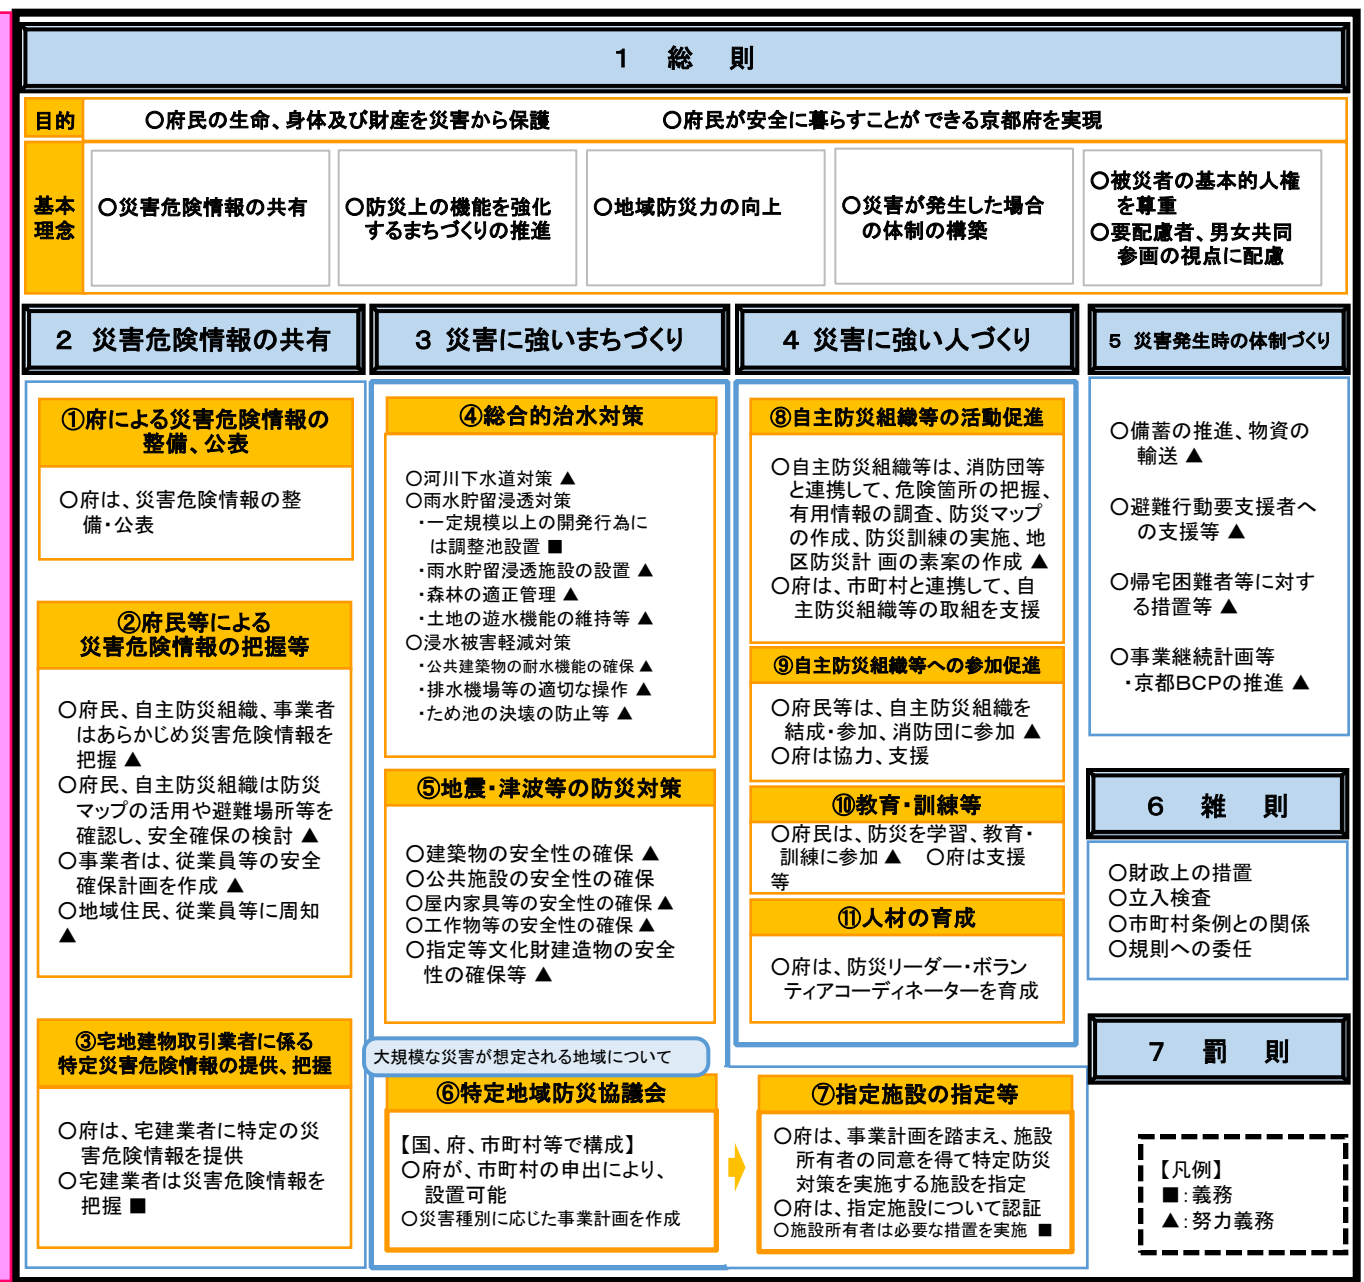 1 総 則
目的
○府民の生命、身体及び財産を災害から保護 ○府民が安全に暮らすことが できる京都府を実現
基本
理念
○災害危険情報の共有
○防災上の機能を強化
するまちづくりの推進
○地域防災力の向上
○災害が発生した場合
の体制の構築
○被災者の基本的人権
を尊重
○要配慮者、男女共同
参画の視点に配慮
2 災害危険情報の共有
①府による災害危険情報の
整備、公表
○府は、災害危険情報の整
備・公表
②府民等による
災害危険情報の把握等
○府民、自主防災組織、事業者
はあらかじめ災害危険情報を
把握 ▲
○府民、自主防災組織は防災
マップの活用や避難場所等を
確認し、安全確保の検討 ▲
○事業者は、従業員等の安全
確保計画を作成 ▲
○地域住民、従業員等に周知
▲
③宅地建物取引業者に係る
特定災害危険情報の提供、把握
○府は、宅建業者に特定の災
害危険情報を提供
○宅建業者は災害危険情報を
把握 ■
3 災害に強いまちづくり
④総合的治水対策
○河川下水道対策 ▲
○雨水貯留浸透対策
・一定規模以上の開発行為に
は調整池設置 ■
・雨水貯留浸透施設の設置 ▲
・森林の適正管理 ▲
・土地の遊水機能の維持等 ▲
○浸水被害軽減対策
・公共建築物の耐水機能の確保 ▲
・排水機場等の適切な操作 ▲
・ため池の決壊の防止等 ▲
⑤地震・津波等の防災対策
○建築物の安全性の確保 ▲
○公共施設の安全性の確保
○屋内家具等の安全性の確保 ▲
○工作物等の安全性の確保 ▲
○指定等文化財建造物の安全
性の確保等 ▲
大規模な災害が想定される地域について
⑥特定地域防災協議会
【国、府、市町村等で構成】
○府が、市町村の申出により、
設置可能
○災害種別に応じた事業計画を作成
4 災害に強い人づくり
⑧自主防災組織等の活動促進
○自主防災組織等は、消防団等
と連携して、危険箇所の把握、
有用情報の調査、防災マップ
の作成、防災訓練の実施、地
区防災計 画の素案の作成 ▲
○府は、市町村と連携して、自
主防災組織等の取組を支援
⑨自主防災組織等への参加促進
○府民等は、自主防災組織を
結成・参加、消防団に参加 ▲
○府は協力、支援
⑩教育・訓練等
○府民は、防災を学習、教育・
訓練に参加 ▲ ○府は支援
等
⑪人材の育成
○府は、防災リーダー・ボラン
ティアコーディネーターを育成
⑦指定施設の指定等
○府は、事業計画を踏まえ、施設
所有者の同意を得て特定防災
対策を実施する施設を指定
○府は、指定施設について認証
○施設所有者は必要な措置を実施 ■
5 災害発生時の体制づくり
○備蓄の推進、物資の
輸送 ▲
○避難行動要支援者へ
の支援等 ▲
○帰宅困難者等に対す
る措置等 ▲
○事業継続計画等
・京都BCPの推進 ▲
6 雑 則
○財政上の措置
○立入検査
○市町村条例との関係
○規則への委任
7 罰 則
【凡例】
■:義務
▲:努力義務